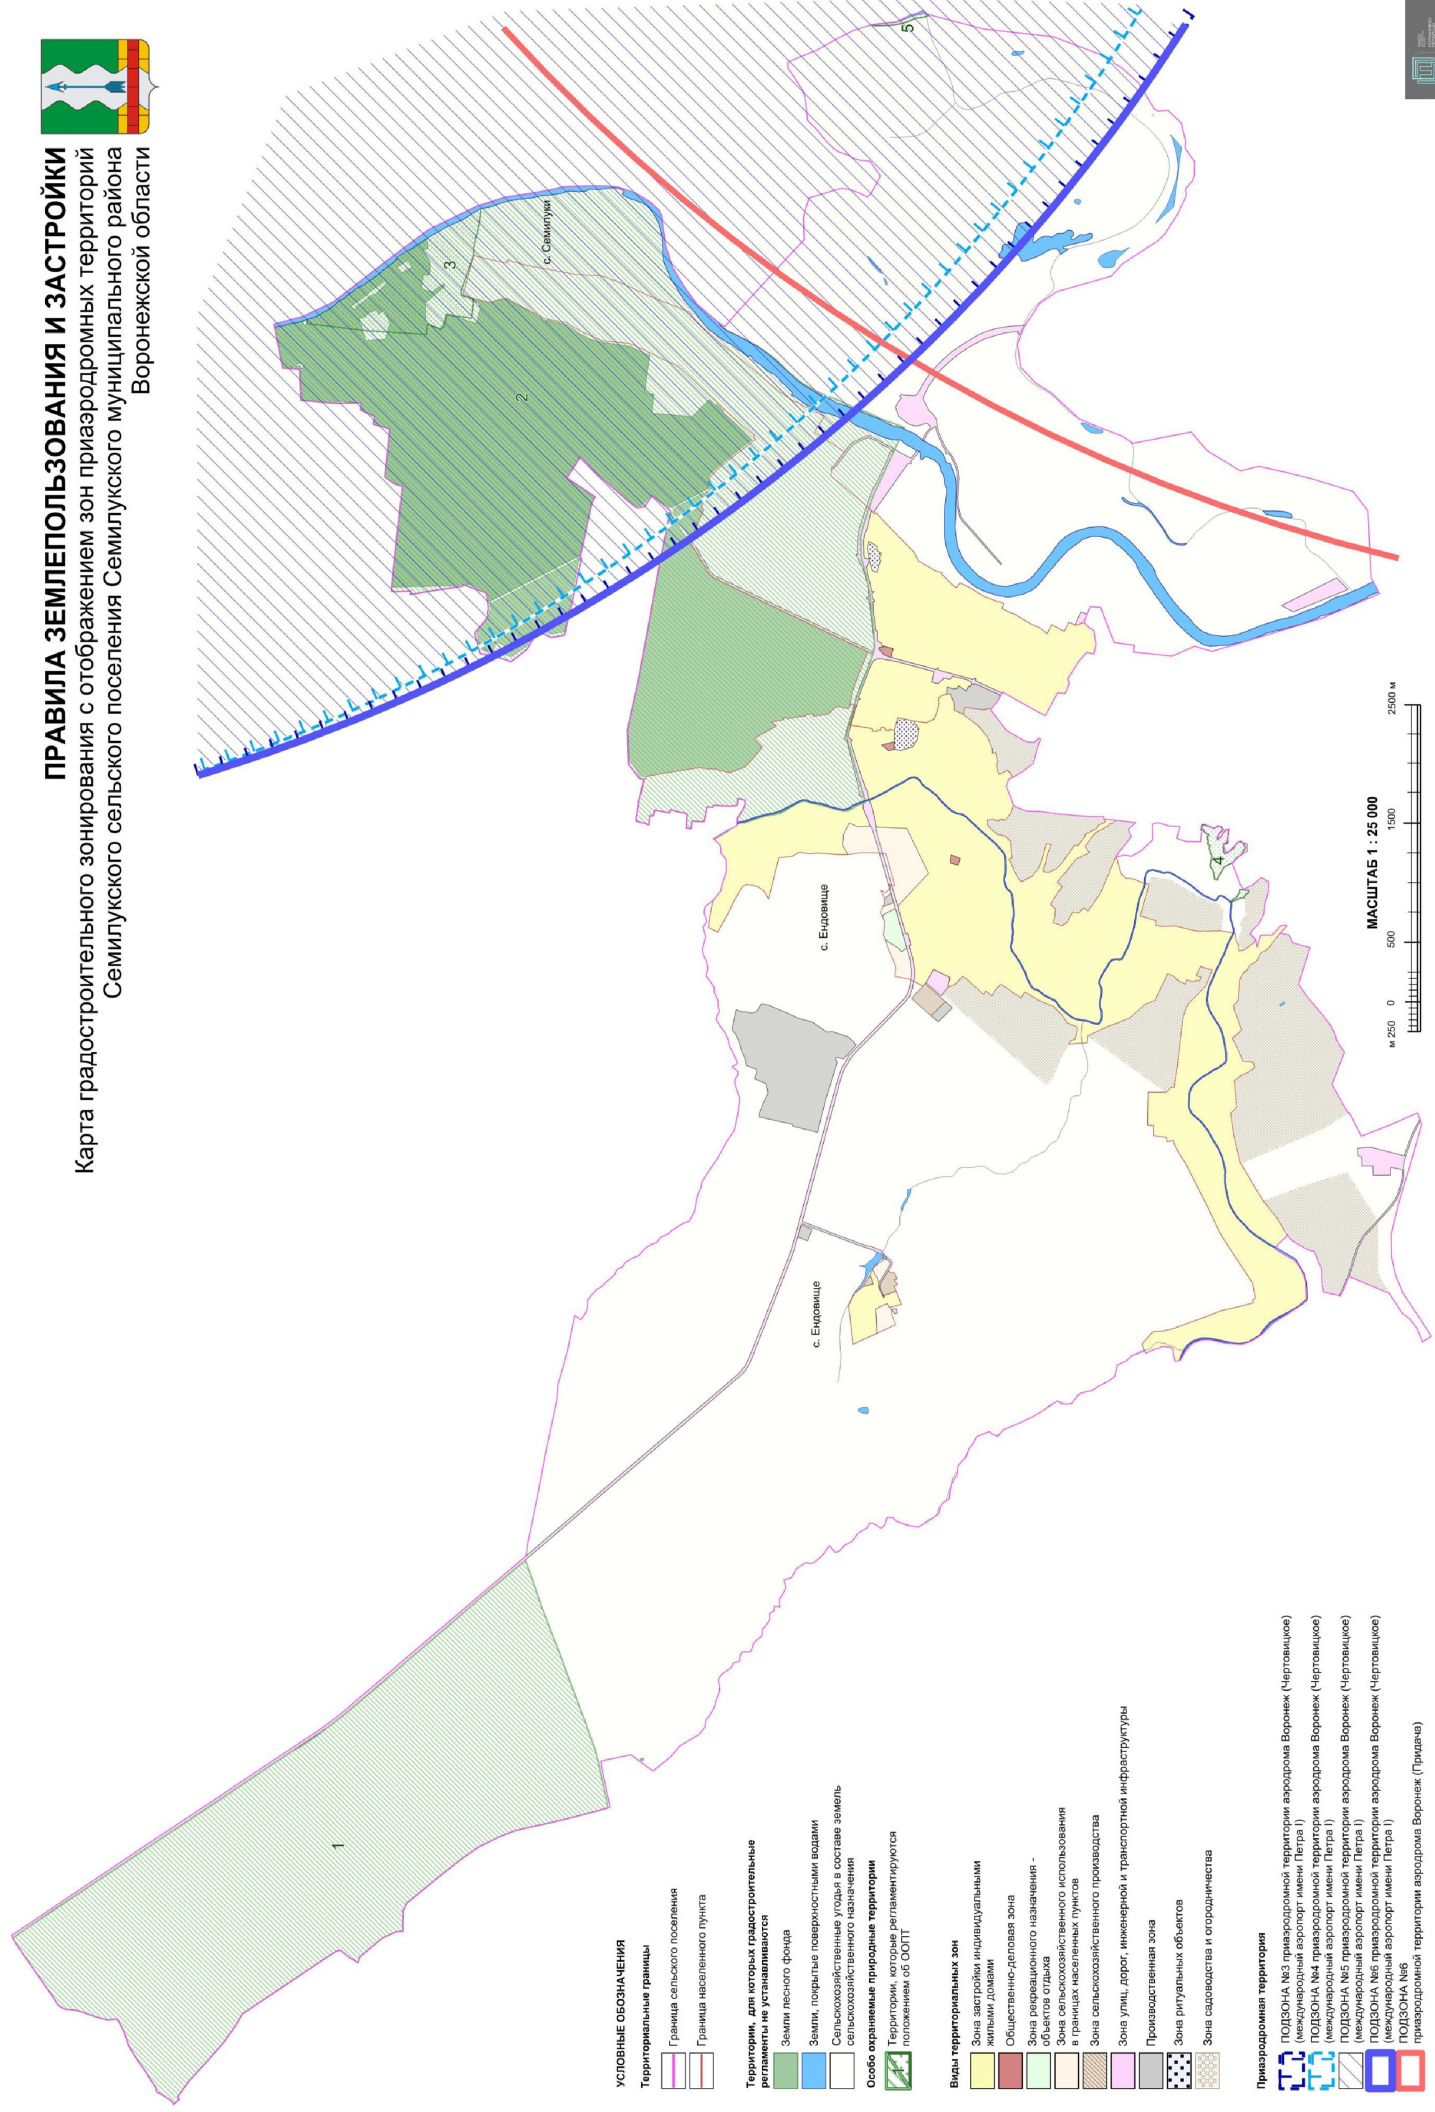 ПРАВИЛА ЗЕМЛЕПОЛЬЗОВАНИЯ И ЗАСТРОЙКИ
Карта градостроительного зонирования с отображением зон приаэродромных территорий
Семилукского сельского поселения Семилукского муниципального района
Воронежской области
1
2
3
4
5
с. Семилуки
с. Ендовище
с. Ендовище
УСЛОВНЫЕ ОБОЗНАЧЕНИЯ
Территориальные границы
Граница сельского поселения
Граница населенного пункта
Территории, для которых градостроительные
регламенты не устанавливаются
Земли лесного фонда
Земли, покрытые поверхностными водами
Сельскохозяйственные угодья в составе земель
сельскохозяйственного назначения
Особо охраняемые природные территории
1
Территории, которые регламентируются
положением об ООПТ
Виды территориальных зон
Зона застройки индивидуальными
жилыми домами
Общественно-деловая зона
Зона рекреационного назначения -
объектов отдыха
Зона сельскохозяйственного использования
в границах населенных пунктов
Зона сельскохозяйственного производства
Зона улиц, дорог, инженерной и транспортной инфраструктуры
Производственная зона
Зона ритуальных объектов
Зона садоводства и огородничества
Приаэродромная территория
ПОДЗОНА №3 приаэродромной территории аэродрома Воронеж (Чертовицкое)
(международный аэропорт имени Петра I)
ПОДЗОНА №4 приаэродромной территории аэродрома Воронеж (Чертовицкое)
(международный аэропорт имени Петра I)
ПОДЗОНА №5 приаэродромной территории аэродрома Воронеж (Чертовицкое)
(международный аэропорт имени Петра I)
ПОДЗОНА №6 приаэродромной территории аэродрома Воронеж (Чертовицкое)
(международный аэропорт имени Петра I)
ПОДЗОНА №6
приаэродромной территории аэродрома Воронеж (Придача)
МАСШТАБ 1 : 25 000
м 250 0 500 1500 2500 м